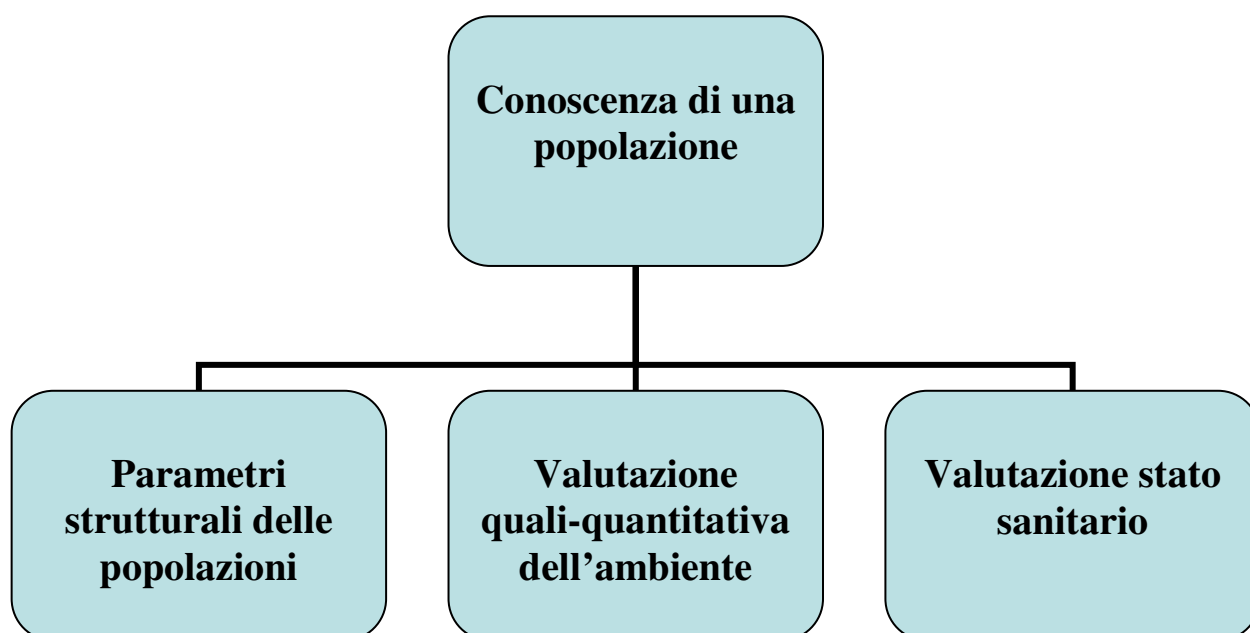 Conoscenza di una
popolazione
Parametri
strutturali delle
popolazioni
Valutazione
quali-quantitativa
dell’ambiente
Valutazione stato
sanitario